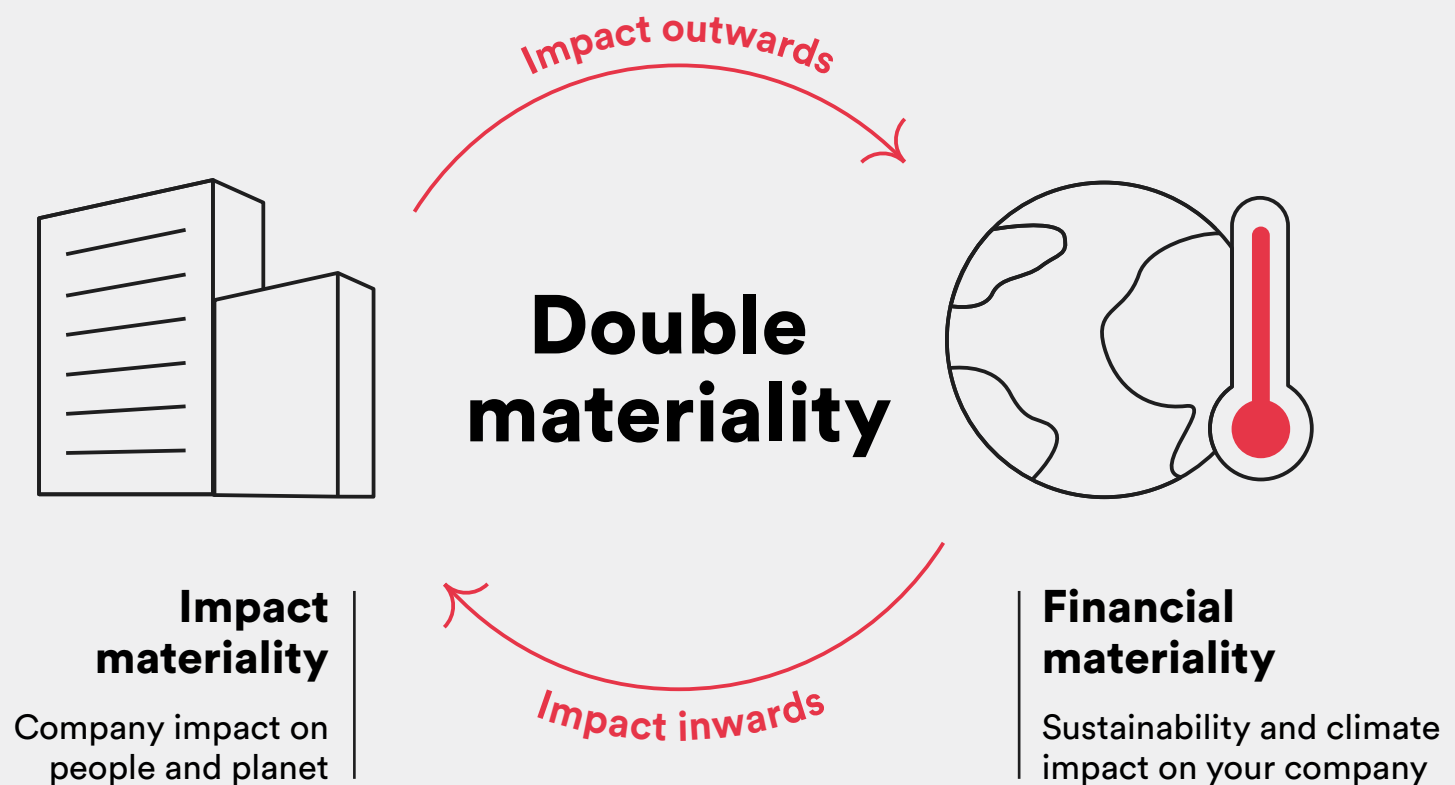 Impact outwards
Double
materiality
Impact
materiality
Company impact on
people and planet
Impact inwards
Financial
materiality
Sustainability and climate
impact on your company